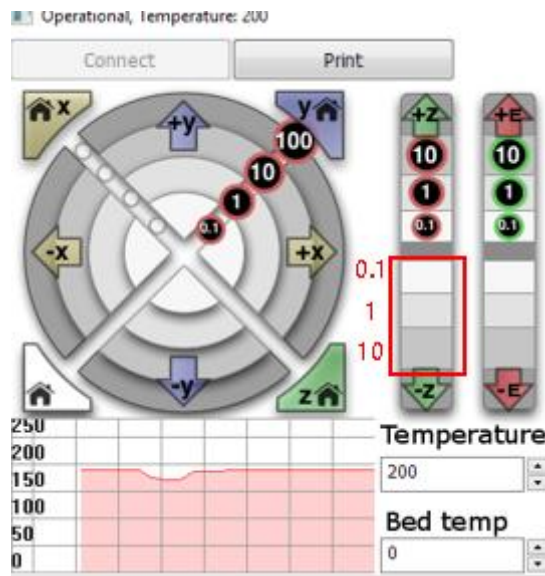 Operational, Temperature: 200
Connect Print
x +y y +Z +E
100 10 10
10
1 1 1
0.1 0.1 0.1
-x +x
0.1
1
10
-y z -Z -E
250
200
150
100
50
0
Temperature
200
Bed temp
0